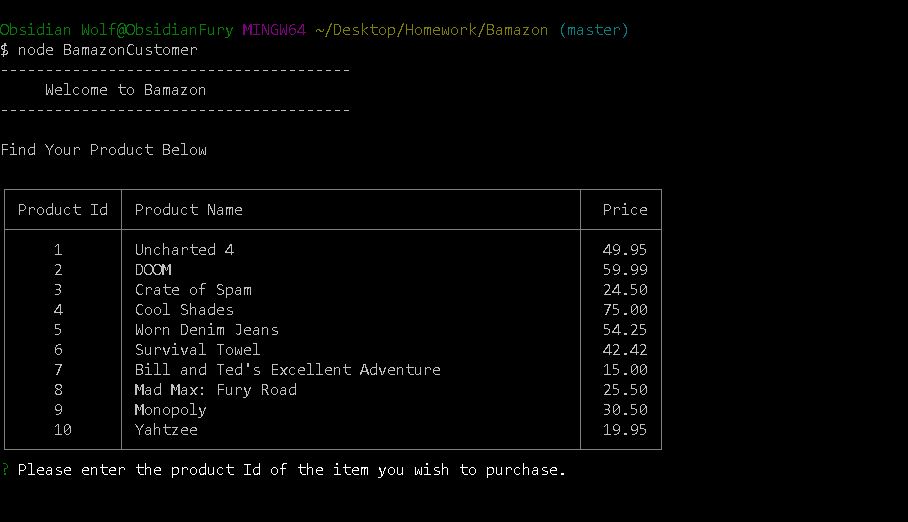 Obsidian Wolf@ObsidianFury MINGW64 ~/Desktop/Homework/Bamazon (master)
$ node BamazonCustomer
---------------------------------------
Welcome to Bamazon
---------------------------------------
Find Your Product Below
Product Id Product Name Price
1 Uncharted 4 49.95
2 DOOM 59.99
3 Crate of Spam 24.50
4 Cool Shades 75.00
5 Worn Denim Jeans 54.25
6 Survival Towel 42.42
7 Bill and Ted's Excellent Adventure 15.00
8 Mad Max: Fury Road 25.50
9 Monopoly 30.50
10 Yahtzee 19.95
? Please enter the product Id of the item you wish to purchase.